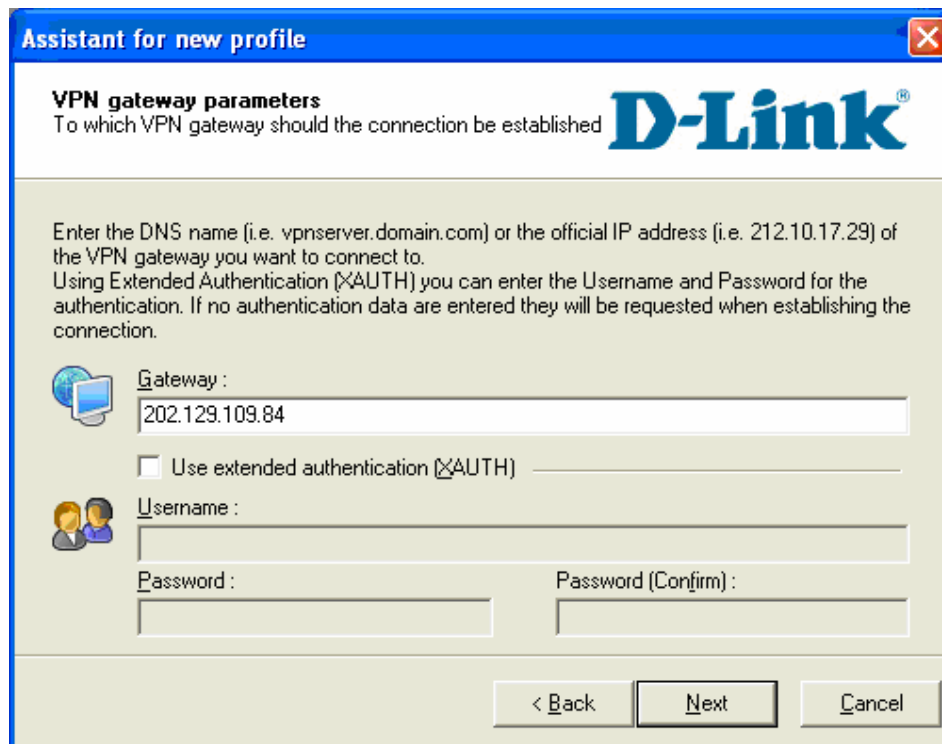 Assistant for new profile
VPN gateway parameters
To which VPN gateway should the connection be established
D-Link®
Enter the DNS name (i.e. vpnserver.domain.com) or the official IP address (i.e. 212.10.17.29) of
the VPN gateway you want to connect to.
Using Extended Authentication (XAUTH) you can enter the Username and Password for the
authentication. If no authentication data are entered they will be requested when establishing the
connection.
Gateway :
202.129.109.84
Use extended authentication (XAUTH)
Username :
Password :
Password (Confirm) :
< Back
Next
Cancel